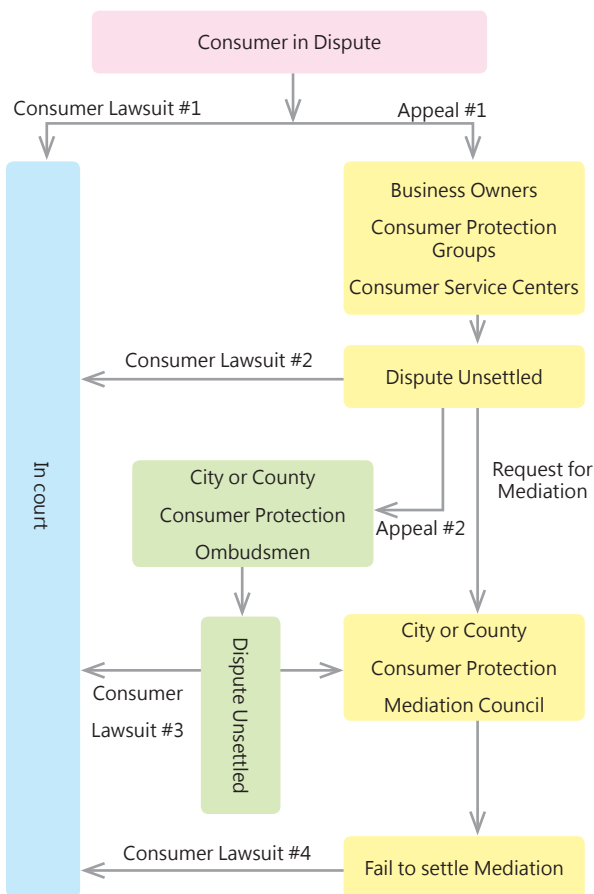 Consumer in Dispute
Consumer Lawsuit #1
Appeal #1
Business Owners
Consumer Protection
Groups
Consumer Service Centers
Consumer Lawsuit #2
Dispute Unsettled
In court
City or County
Consumer Protection
Ombudsmen
Appeal #2
Request for
Mediation
Dispute Unsettled
Consumer
Lawsuit #3
City or County
Consumer Protection
Mediation Council
Consumer Lawsuit #4
Fail to settle Mediation